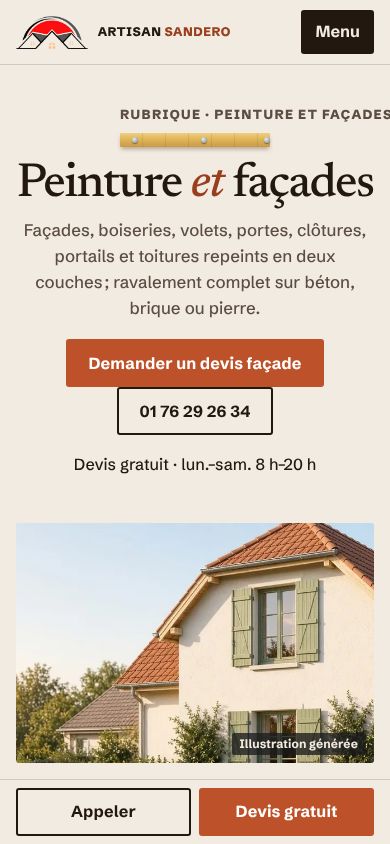 ARTISAN SANDERO
Menu
RUBRIQUE · PEINTURE ET FAÇADES
Peinture et façades
Façades, boiseries, volets, portes, clôtures,
portails et toitures repeints en deux
couches ; ravalement complet sur béton,
brique ou pierre.
Demander un devis façade
01 76 29 26 34
Devis gratuit · lun.–sam. 8 h–20 h
Illustration générée
Appeler
Devis gratuit